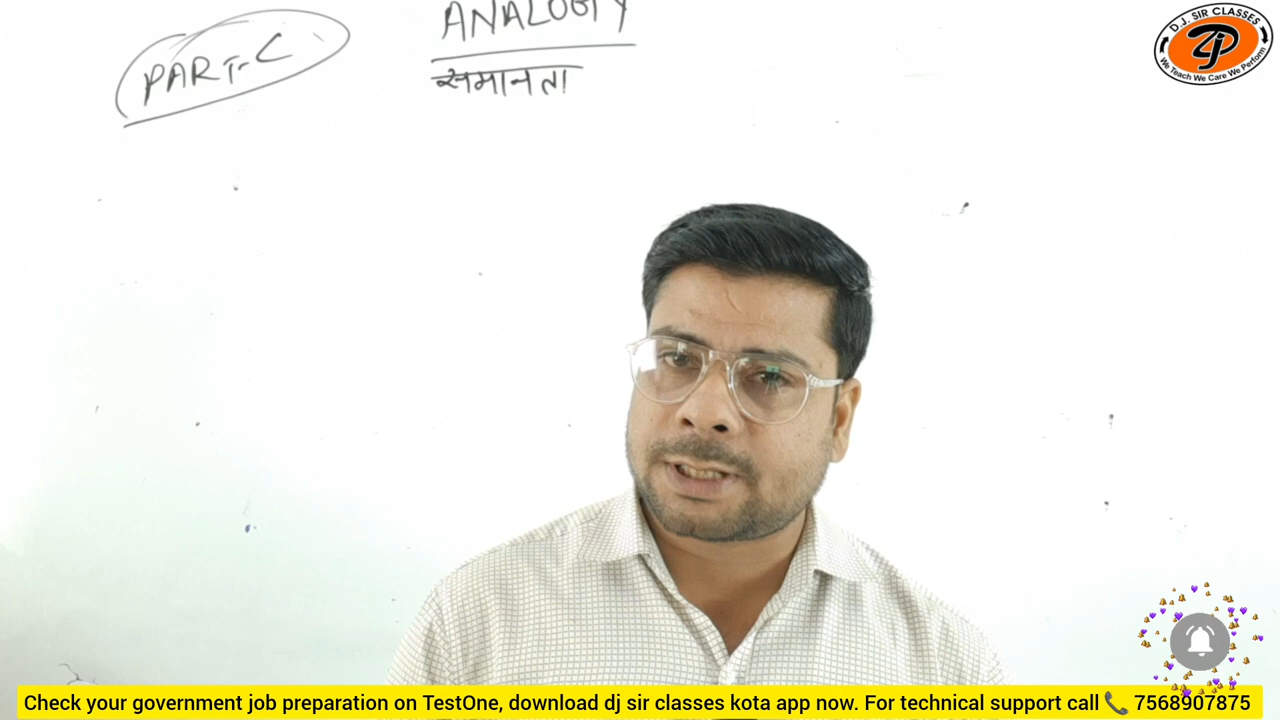 PART-C
ANALOGY
समानता
D.J. SIR CLASSES
We Teach We Care We Perform
Check your government job preparation on TestOne, download dj sir classes kota app now. For technical support call 📞 7568907875